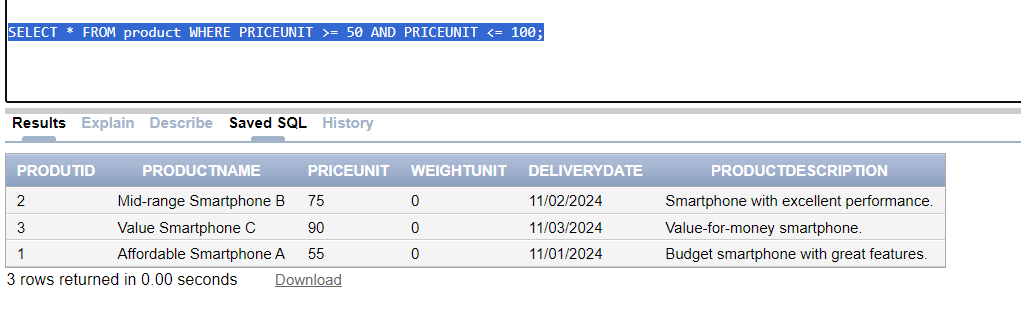 SELECT * FROM product WHERE PRICEUNIT >= 50 AND PRICEUNIT <= 100;
Results Explain Describe Saved SQL History
PRODUTID PRODUCTNAME PRICEUNIT WEIGHTUNIT DELIVERYDATE PRODUCTDESCRIPTION
2 Mid-range Smartphone B 75 0 11/02/2024 Smartphone with excellent performance.
3 Value Smartphone C 90 0 11/03/2024 Value-for-money smartphone.
1 Affordable Smartphone A 55 0 11/01/2024 Budget smartphone with great features.
3 rows returned in 0.00 seconds Download